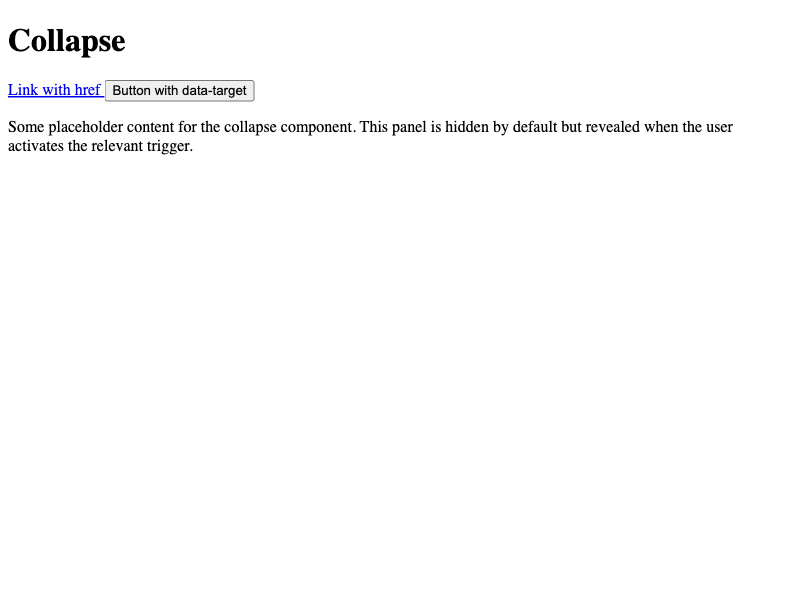 Collapse
Link with href Button with data-target
Some placeholder content for the collapse component. This panel is hidden by default but revealed when the user
activates the relevant trigger.